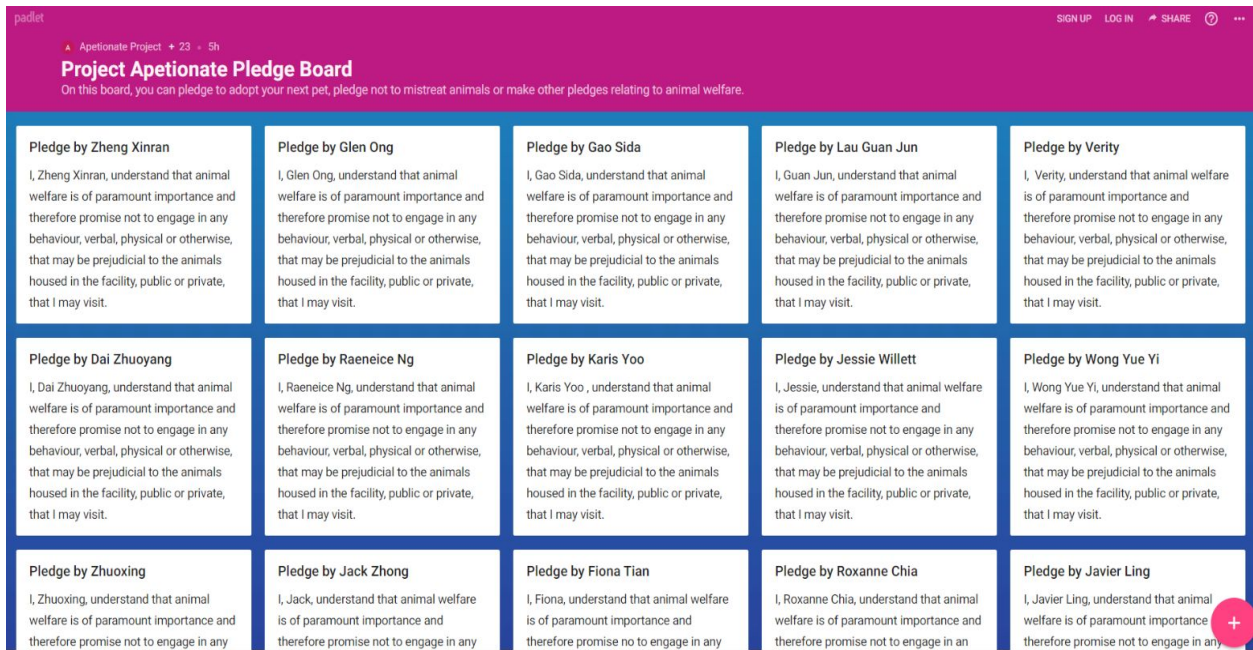 padlet
SIGN UP LOG IN SHARE
A Apetionate Project + 23 • 5h
Project Apetionate Pledge Board
On this board, you can pledge to adopt your next pet, pledge not to mistreat animals or make other pledges relating to animal welfare.
Pledge by Zheng Xinran
I, Zheng Xinran, understand that animal
welfare is of paramount importance and
therefore promise not to engage in any
behaviour, verbal, physical or otherwise,
that may be prejudicial to the animals
housed in the facility, public or private,
that I may visit.
Pledge by Glen Ong
I, Glen Ong, understand that animal
welfare is of paramount importance and
therefore promise not to engage in any
behaviour, verbal, physical or otherwise,
that may be prejudicial to the animals
housed in the facility, public or private,
that I may visit.
Pledge by Gao Sida
I, Gao Sida, understand that animal
welfare is of paramount importance and
therefore promise not to engage in any
behaviour, verbal, physical or otherwise,
that may be prejudicial to the animals
housed in the facility, public or private,
that I may visit.
Pledge by Lau Guan Jun
I, Guan Jun, understand that animal
welfare is of paramount importance and
therefore promise not to engage in any
behaviour, verbal, physical or otherwise,
that may be prejudicial to the animals
housed in the facility, public or private,
that I may visit.
Pledge by Verity
I, Verity, understand that animal welfare
is of paramount importance and
therefore promise not to engage in any
behaviour, verbal, physical or otherwise,
that may be prejudicial to the animals
housed in the facility, public or private,
that I may visit.
Pledge by Dai Zhuoyang
I, Dai Zhuoyang, understand that animal
welfare is of paramount importance and
therefore promise not to engage in any
behaviour, verbal, physical or otherwise,
that may be prejudicial to the animals
housed in the facility, public or private,
that I may visit.
Pledge by Raeneice Ng
I, Raeneice Ng, understand that animal
welfare is of paramount importance and
therefore promise not to engage in any
behaviour, verbal, physical or otherwise,
that may be prejudicial to the animals
housed in the facility, public or private,
that I may visit.
Pledge by Karis Yoo
I, Karis Yoo , understand that animal
welfare is of paramount importance and
therefore promise not to engage in any
behaviour, verbal, physical or otherwise,
that may be prejudicial to the animals
housed in the facility, public or private,
that I may visit.
Pledge by Jessie Willett
I, Jessie, understand that animal welfare
is of paramount importance and
therefore promise not to engage in any
behaviour, verbal, physical or otherwise,
that may be prejudicial to the animals
housed in the facility, public or private,
that I may visit.
Pledge by Wong Yue Yi
I, Wong Yue Yi, understand that animal
welfare is of paramount importance and
therefore promise not to engage in any
behaviour, verbal, physical or otherwise,
that may be prejudicial to the animals
housed in the facility, public or private,
that I may visit.
Pledge by Zhuoxing
I, Zhuoxing, understand that animal
welfare is of paramount importance and
therefore promise not to engage in any
Pledge by Jack Zhong
I, Jack, understand that animal welfare
is of paramount importance and
therefore promise not to engage in any
Pledge by Fiona Tian
I, Fiona, understand that animal welfare
is of paramount importance and
therefore promise no to engage in any
Pledge by Roxanne Chia
I, Roxanne Chia, understand that animal
welfare is of paramount importance and
therefore promise not to engage in an
Pledge by Javier Ling
I, Javier Ling, understand that animal
welfare is of paramount importance
therefore promise not to engage in any